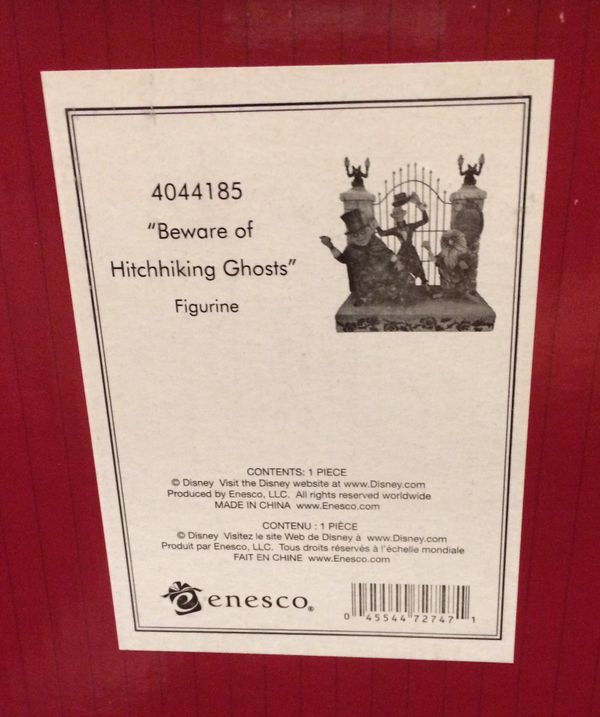 4044185
"Beware of
Hitchhiking Ghosts"
Figurine
CONTENTS: 1 PIECE
© Disney Visit the Disney website at www.Disney.com
Produced by Enesco, LLC. All rights reserved worldwide
MADE IN CHINA www.Enesco.com
CONTENU : 1 PIÈCE
© Disney Visitez le site Web de Disney à www.Disney.com
Produit par Enesco, LLC. Tous droits réservés à l'échelle mondiale
FAIT EN CHINE www.Enesco.com
enesco®
0 45544 72747 1